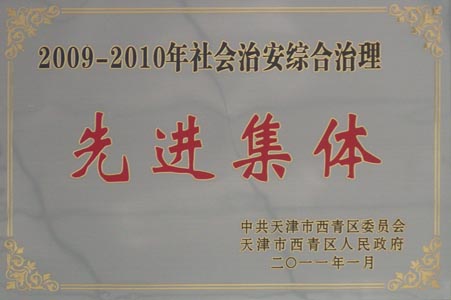 2009-2010年社会治安综合治理
先进集体
中共天津市西青区委员会
天津市西青区人民政府
二〇一一年一月